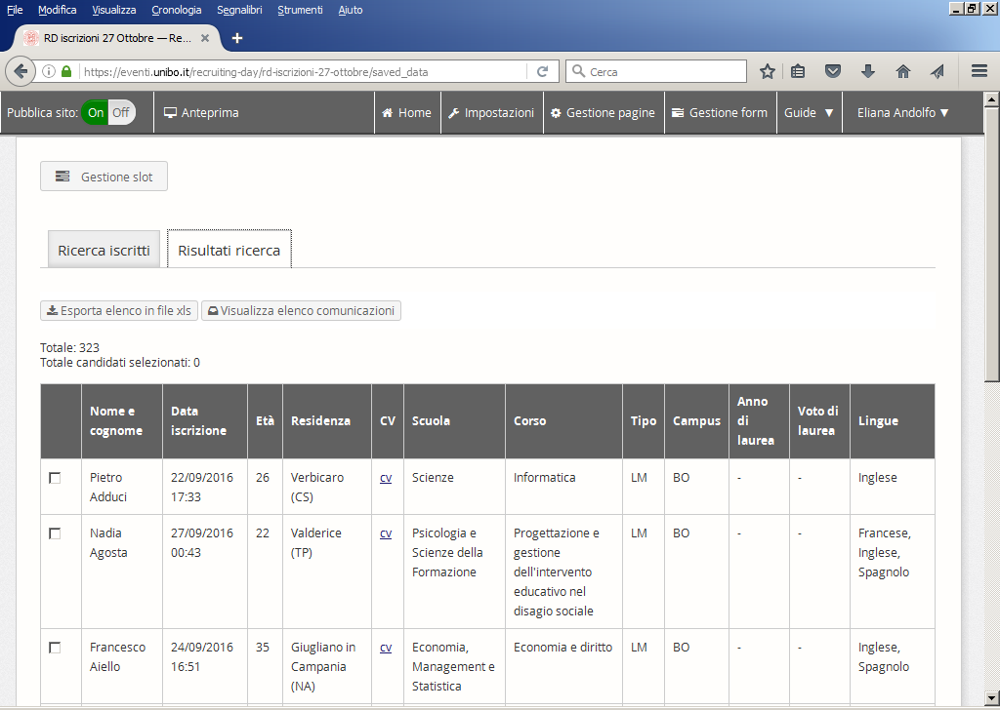 File Modifica Visualizza Cronologia Segnalibri Strumenti Aiuto
RD iscrizioni 27 Ottobre — Re...
https://eventi.unibo.it/recruiting-day/rd-iscrizioni-27-ottobre/saved_data
Cerca
Pubblica sito: On Off Anteprima Home Impostazioni Gestione pagine Gestione form Guide ▼ Eliana Andolfo ▼
Gestione slot
Ricerca iscritti Risultati ricerca
Esporta elenco in file xls Visualizza elenco comunicazioni
Totale: 323
Totale candidati selezionati: 0
Nome e cognome Data iscrizione Età Residenza CV Scuola Corso Tipo Campus Anno di laurea Voto di laurea Lingue
Pietro Adduci 22/09/2016 17:33 26 Verbicaro (CS) cv Scienze Informatica LM BO - - Inglese
Nadia Agosta 27/09/2016 00:43 22 Valderice (TP) cv Psicologia e Scienze della Formazione Progettazione e gestione dell'intervento educativo nel disagio sociale LM BO - - Francese, Inglese, Spagnolo
Francesco Aiello 24/09/2016 16:51 35 Giugliano in Campania (NA) cv Economia, Management e Statistica Economia e diritto LM BO - - Inglese, Spagnolo